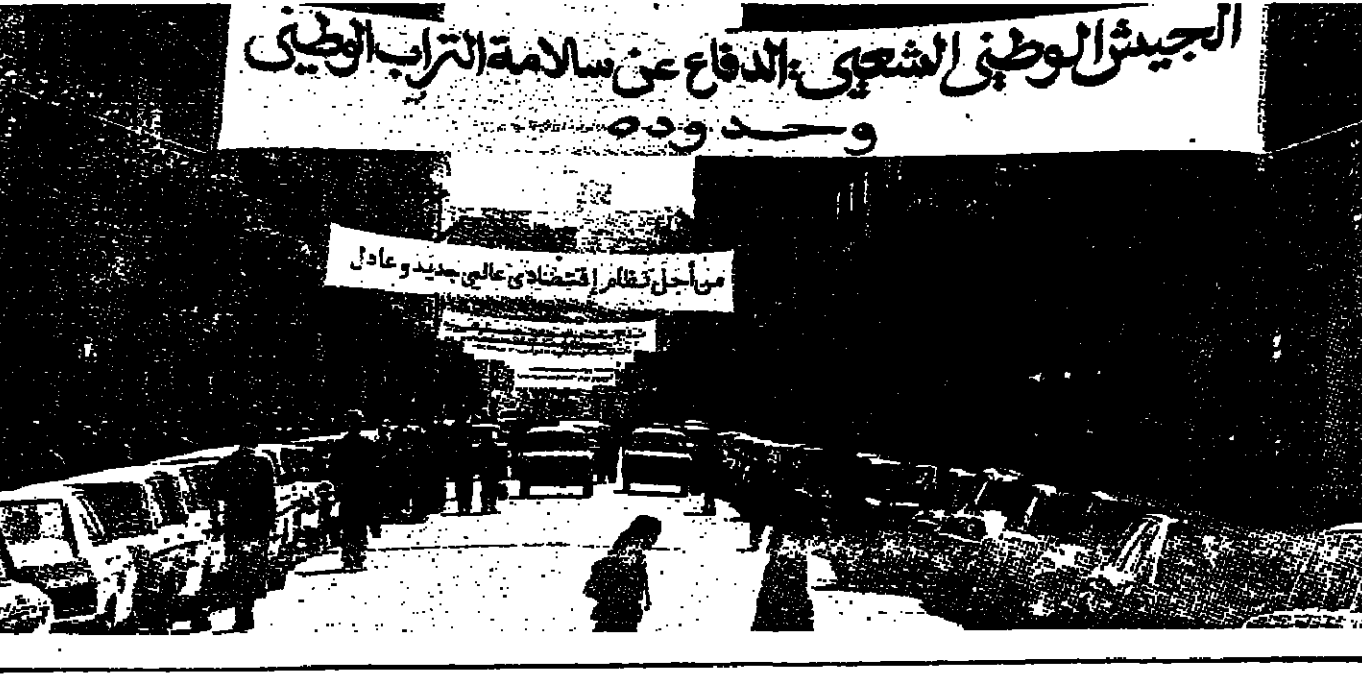 الجيش الوطني الشعبي : الدفاع عن سلامة التراب الوطني
وحدوده
من أجل نظام إقتصادي عالمي جديد وعادل